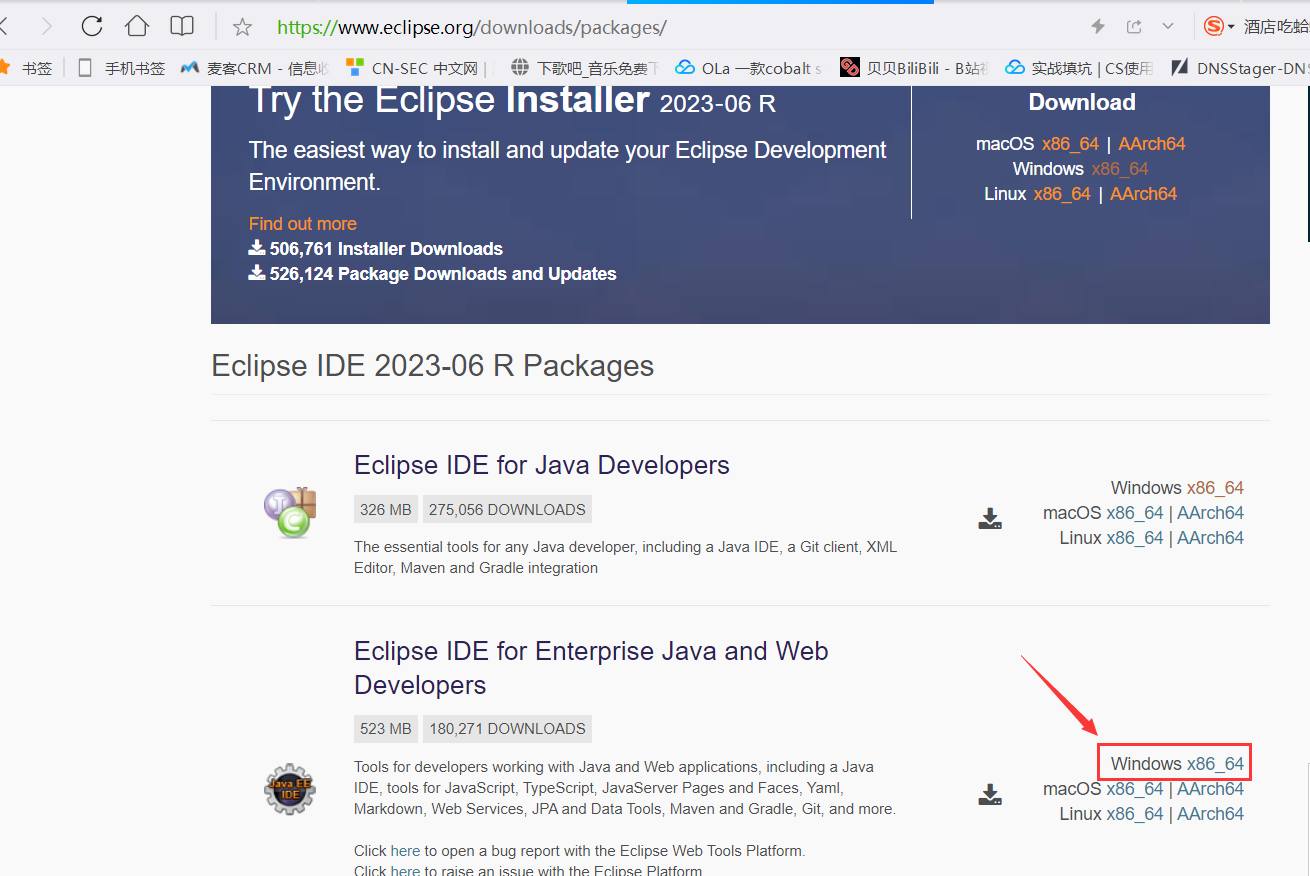 https://www.eclipse.org/downloads/packages/
酒店吃蛤
书签
手机书签
麦客CRM - 信息收
CN-SEC 中文网 |
下歌吧_音乐免费下
OLa 一款cobalt s
贝贝BiliBili - B站视
实战填坑 | CS使用
DNSStager-DNS
Try the Eclipse Installer 2023-06 R
The easiest way to install and update your Eclipse Development
Environment.
Find out more
506,761 Installer Downloads
526,124 Package Downloads and Updates
Download
macOS x86_64 | AArch64
Windows x86_64
Linux x86_64 | AArch64
Eclipse IDE 2023-06 R Packages
Eclipse IDE for Java Developers
326 MB 275,056 DOWNLOADS
The essential tools for any Java developer, including a Java IDE, a Git client, XML
Editor, Maven and Gradle integration
Windows x86_64
macOS x86_64 | AArch64
Linux x86_64 | AArch64
Eclipse IDE for Enterprise Java and Web
Developers
523 MB 180,271 DOWNLOADS
Java EE
IDE
Tools for developers working with Java and Web applications, including a Java
IDE, tools for JavaScript, TypeScript, JavaServer Pages and Faces, Yaml,
Markdown, Web Services, JPA and Data Tools, Maven and Gradle, Git, and more.
Click here to open a bug report with the Eclipse Web Tools Platform.
Click here to raise an issue with the Eclipse Platform
Windows x86_64
macOS x86_64 | AArch64
Linux x86_64 | AArch64